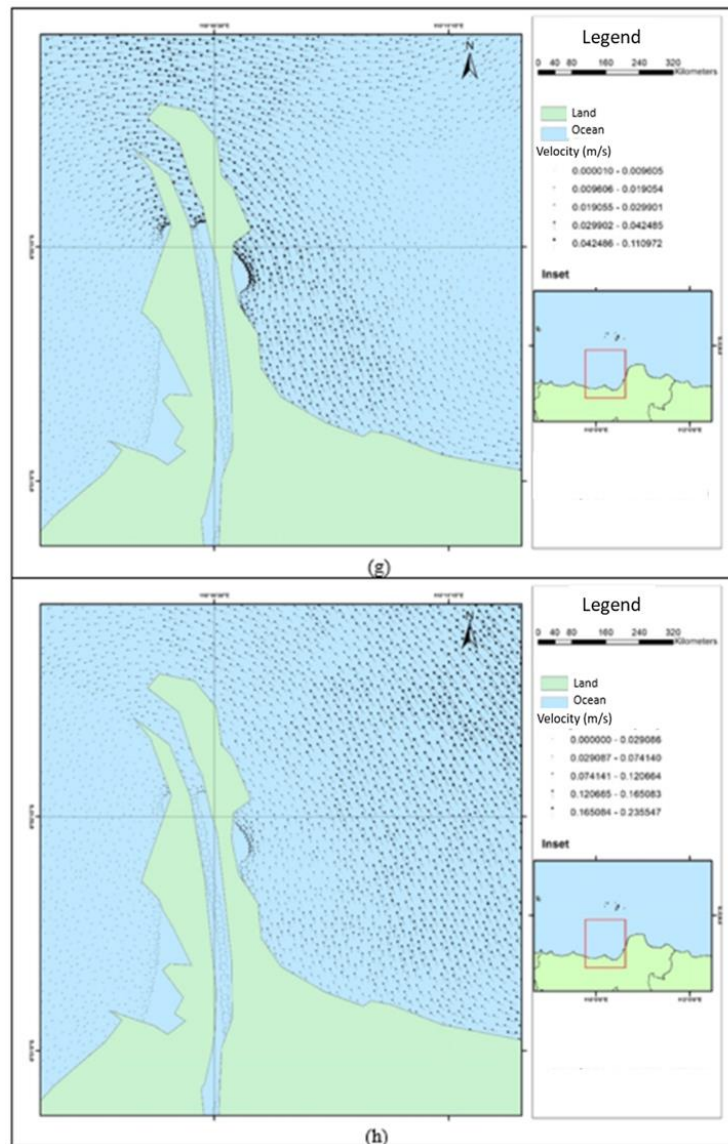 N
Legend
0 40 80 160 240 320
Kilometers
Land
Ocean
Velocity (m/s)
0.000010 - 0.009605
0.009606 - 0.019054
0.019055 - 0.029901
0.029902 - 0.042485
0.042486 - 0.110972
Inset
(g)
N
Legend
0 40 80 160 240 320
Kilometers
Land
Ocean
Velocity (m/s)
0.000000 - 0.029086
0.029087 - 0.074140
0.074141 - 0.120664
0.120665 - 0.165083
0.165084 - 0.235547
Inset
(h)